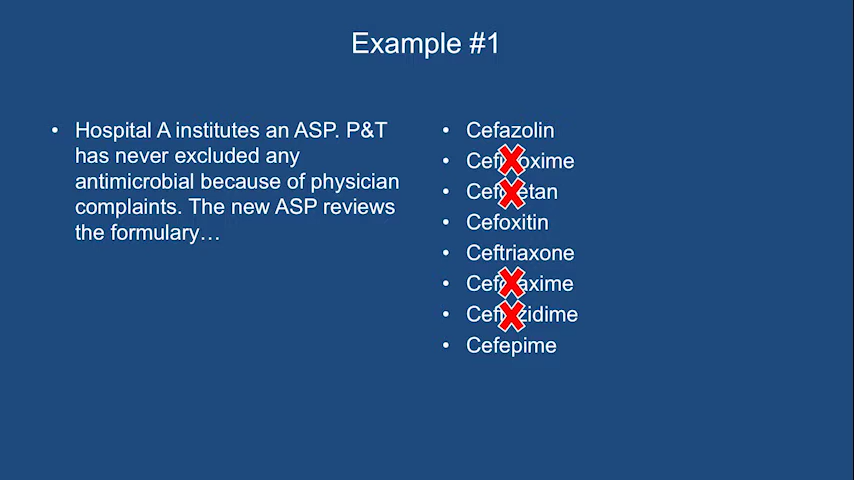 Example #1
• Hospital A institutes an ASP. P&T
has never excluded any
antimicrobial because of physician
complaints. The new ASP reviews
the formulary…
• Cefazolin
• Cefoxitin
• Ceftriaxone
• Cefepime